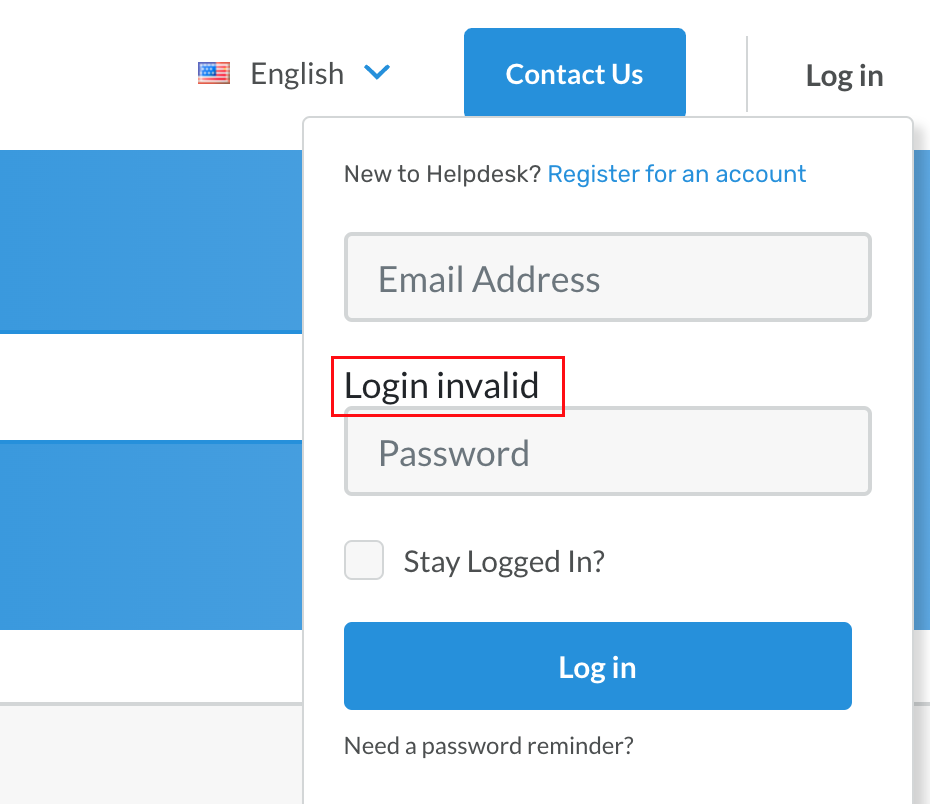 English
Contact Us
Log in
New to Helpdesk? Register for an account
Email Address
Login invalid
Password
Stay Logged In?
Log in
Need a password reminder?